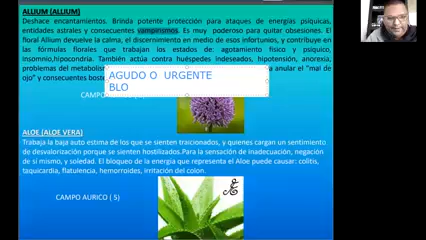 ALLIUM (ALLIUM)
Deshace encantamientos. Brinda potente protección para ataques de energías psíquicas,
entidades astrales y consecuentes vampirismos. Es muy poderoso para quitar obsesiones. El
floral Allium devuelve la calma, el discernimiento en medio de esos infortunios, y contribuye en
las fórmulas florales que trabajan los estados de: agotamiento físico y psíquico,
insomnio,hipocondría. También actúa contra huéspedes indeseados, hipotensión, anorexia,
problemas del metabolis
a anular el "mal de
ojo" y consecuentes
AGUDO O URGENTE
BLO
CAMPO
ALOE (ALOE VERA)
Trabaja la baja auto estima de los que se sienten traicionados, y quienes cargan un sentimiento
de desvalorización porque se sienten hostilizados.Para la sensación de inadecuación, negación
de sí mismo, y soledad. El bloqueo de la energía que representa el Aloe puede causar: colitis,
taquicardia, flatulencia, hemorroides, irritación del colon.
CAMPO AURICO ( 5)